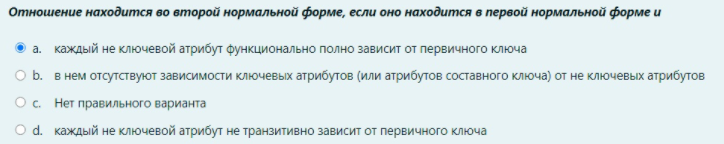 Отношение находится во второй нормальной форме, если оно находится в первой нормальной форме и
a. каждый не ключевой атрибут функционально полно зависит от первичного ключа
b. в нем отсутствуют зависимости ключевых атрибутов (или атрибутов составного ключа) от не ключевых атрибутов
c. Нет правильного варианта
d. каждый не ключевой атрибут не транзитивно зависит от первичного ключа